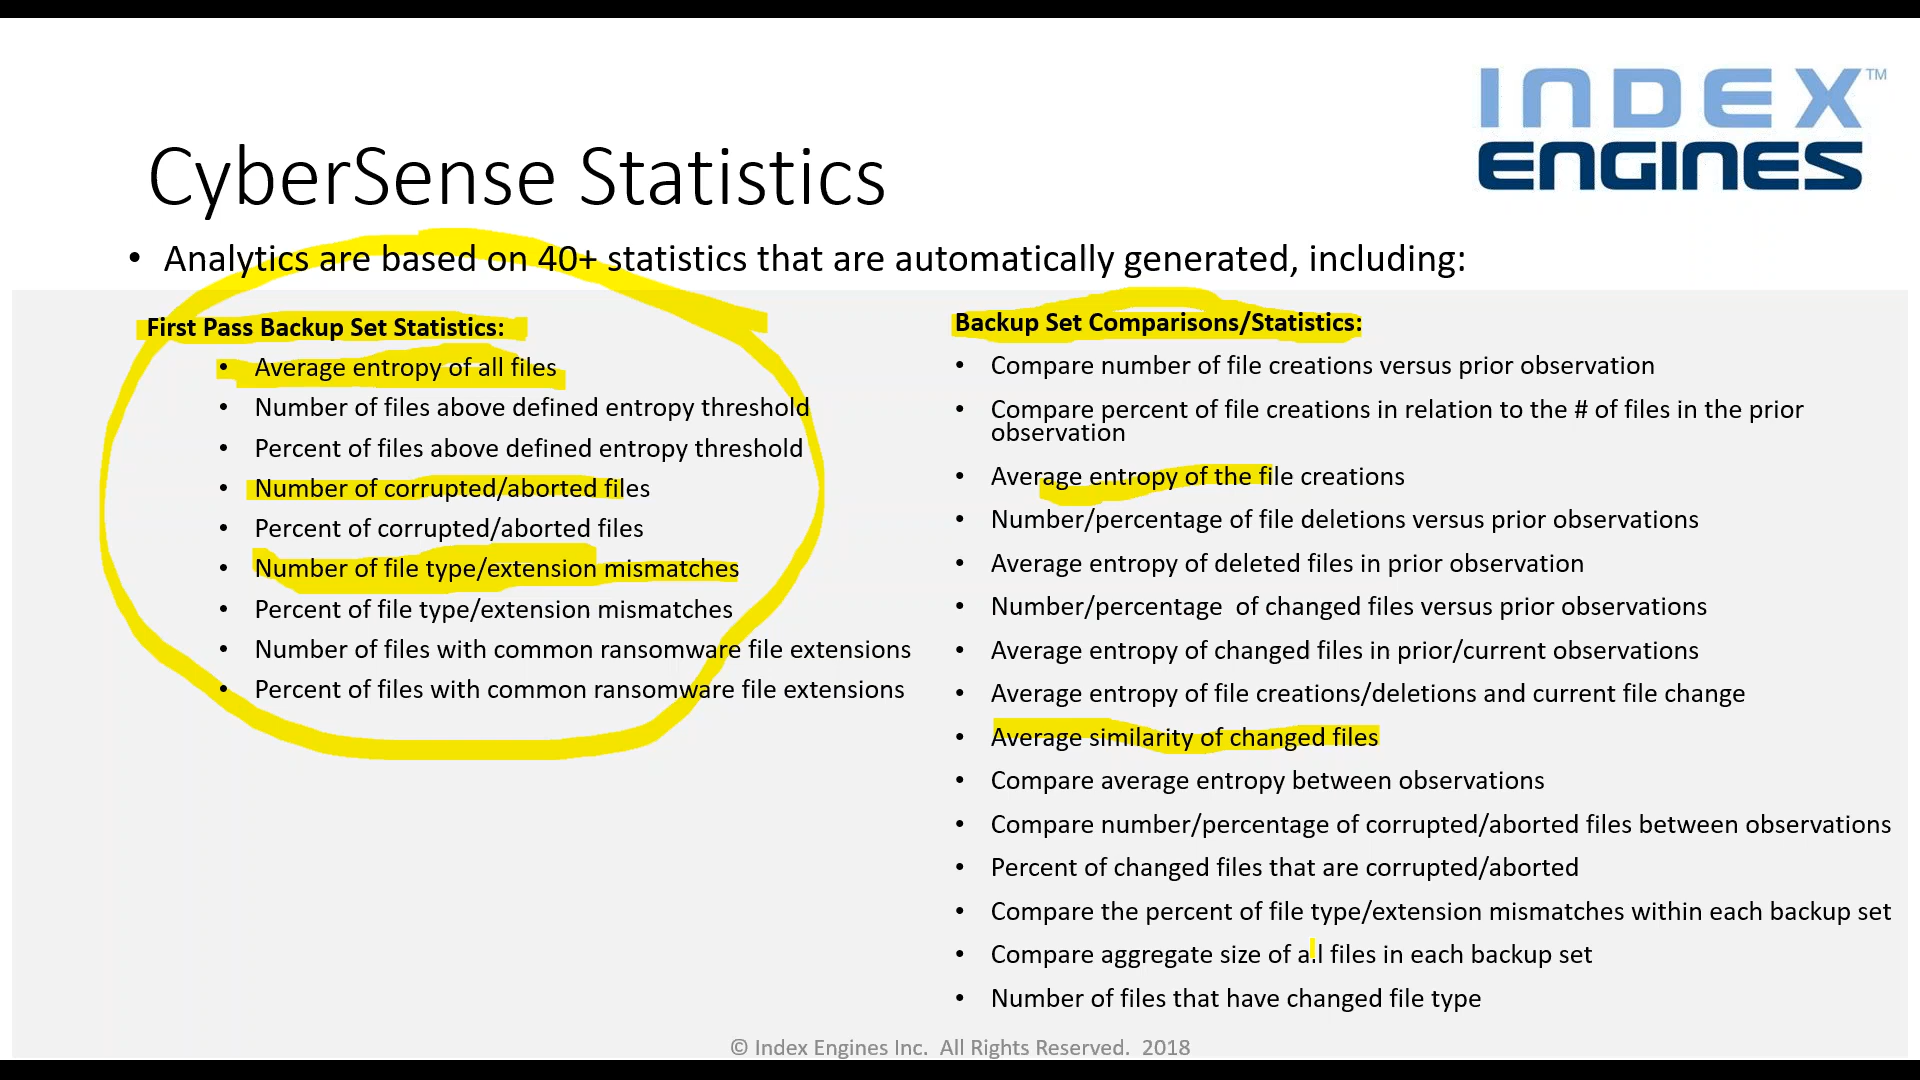 INDEX™
ENGINES
CyberSense Statistics
• Analytics are based on 40+ statistics that are automatically generated, including:
First Pass Backup Set Statistics:
• Average entropy of all files
• Number of files above defined entropy threshold
• Percent of files above defined entropy threshold
• Number of corrupted/aborted files
• Percent of corrupted/aborted files
• Number of file type/extension mismatches
• Percent of file type/extension mismatches
• Number of files with common ransomware file extensions
• Percent of files with common ransomware file extensions
Backup Set Comparisons/Statistics:
• Compare number of file creations versus prior observation
• Compare percent of file creations in relation to the # of files in the prior
observation
• Average entropy of the file creations
• Number/percentage of file deletions versus prior observations
• Average entropy of deleted files in prior observation
• Number/percentage  of changed files versus prior observations
• Average entropy of changed files in prior/current observations
• Average entropy of file creations/deletions and current file change
• Average similarity of changed files
• Compare average entropy between observations
• Compare number/percentage of corrupted/aborted files between observations
• Percent of changed files that are corrupted/aborted
• Compare the percent of file type/extension mismatches within each backup set
• Compare aggregate size of all files in each backup set
• Number of files that have changed file type
© Index Engines Inc.  All Rights Reserved.  2018